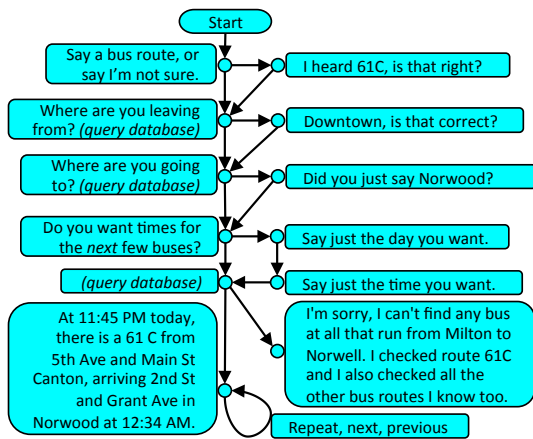 Start
Say a bus route, or
say I'm not sure.
I heard 61C, is that right?
Where are you leaving
from? (query database)
Downtown, is that correct?
Where are you going
to? (query database)
Did you just say Norwood?
Do you want times for
the next few buses?
Say just the day you want.
(query database)
Say just the time you want.
At 11:45 PM today,
there is a 61 C from
5th Ave and Main St
Canton, arriving 2nd St
and Grant Ave in
Norwood at 12:34 AM.
I'm sorry, I can't find any bus
at all that run from Milton to
Norwell. I checked route 61C
and I also checked all the
other bus routes I know too.
Repeat, next, previous